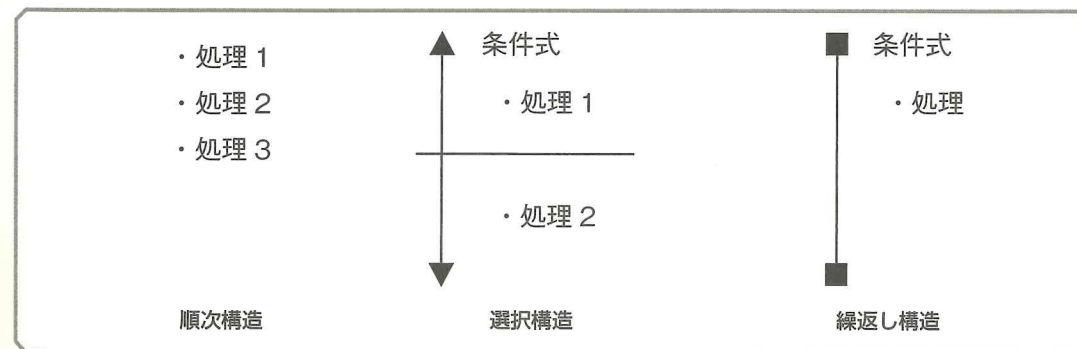 ・処理 1
・処理 2
・処理 3
順次構造
条件式
・処理 1
・処理 2
選択構造
条件式
・処理
繰返し構造